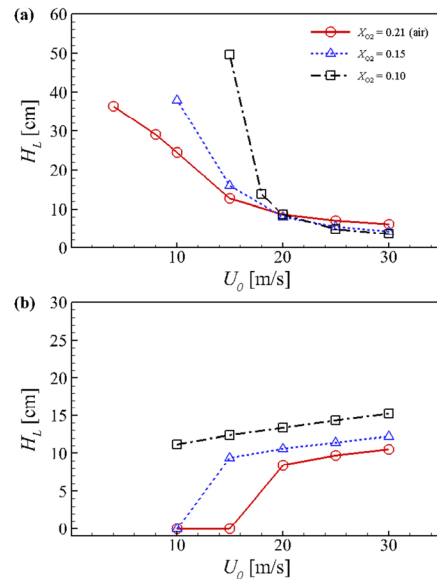 (a)
60
50
40
30
20
10
0
H_L [cm]
X_O2 = 0.21 (air)
X_O2 = 0.15
X_O2 = 0.10
10 20 30
U_0 [m/s]
(b)
30
25
20
15
10
5
0
H_L [cm]
10 20 30
U_0 [m/s]